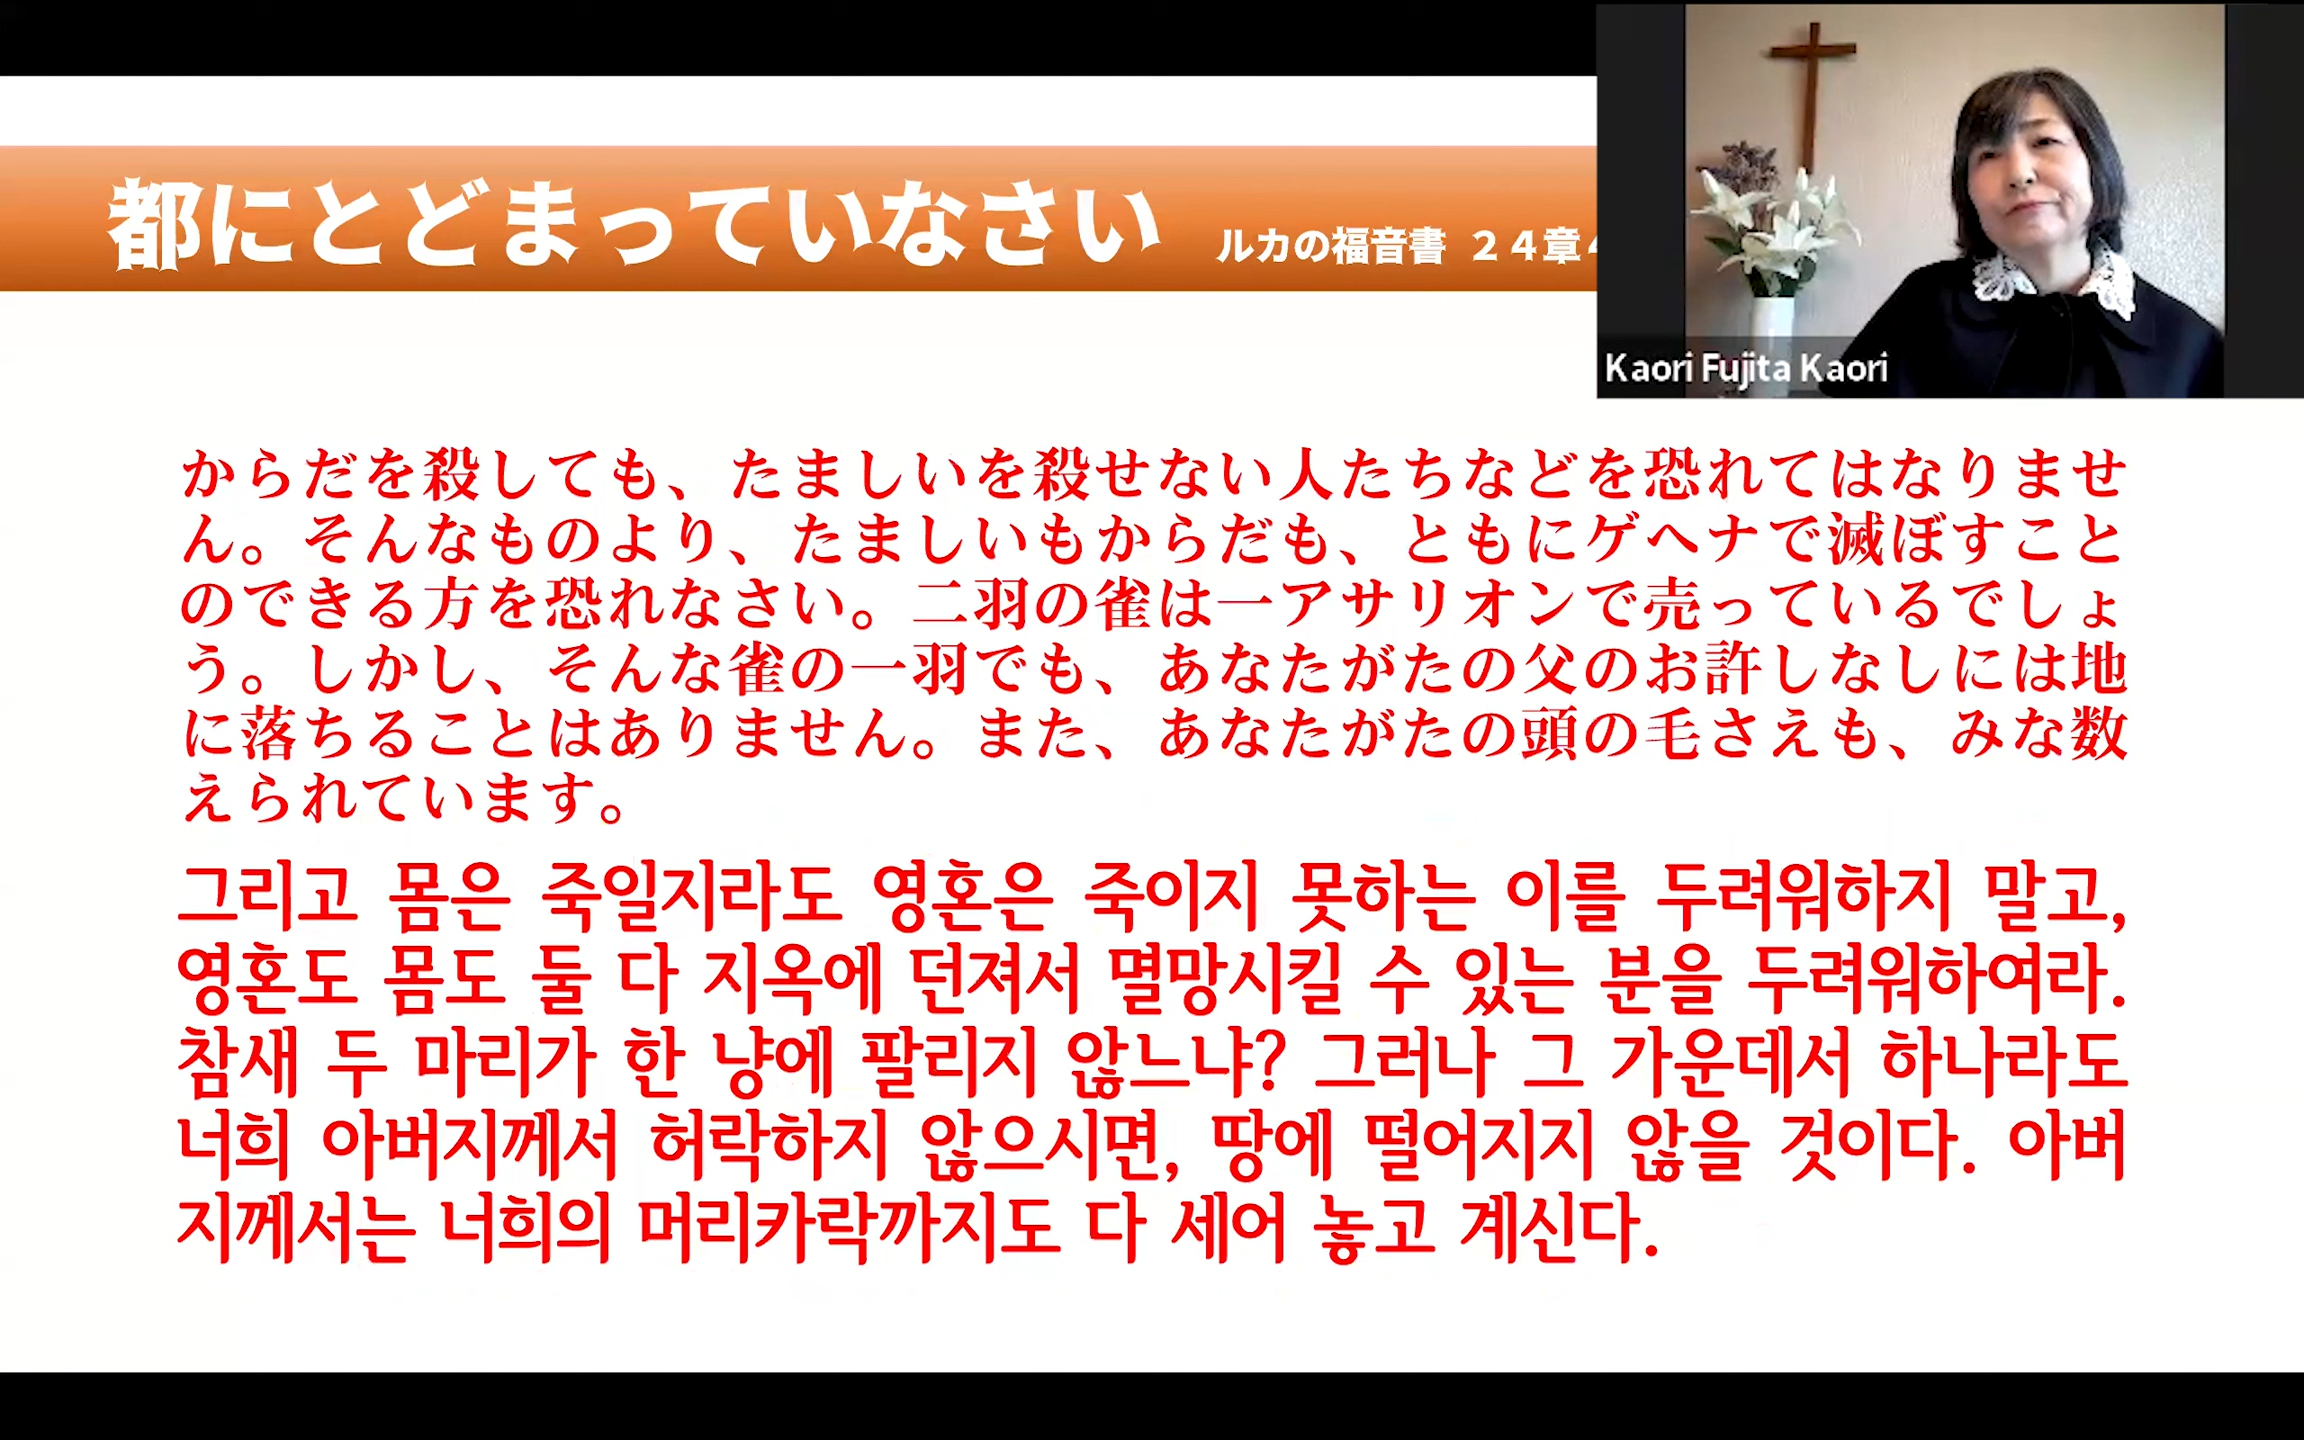 都にとどまっていなさい ルカの福音書 ２４章
Kaori Fujita Kaori
からだを殺しても、たましいを殺せない人たちなどを恐れてはなりませ
ん。そんなものより、たましいもからだも、ともにゲヘナで滅ぼすこと
のできる方を恐れなさい。二羽の雀は一アサリオンで売っているでしょ
う。しかし、そんな雀の一羽でも、あなたがたの父のお許しなしには地
に落ちることはありません。また、あなたがたの頭の毛さえも、みな数
えられています。
그리고 몸은 죽일지라도 영혼은 죽이지 못하는 이를 두려워하지 말고,
영혼도 몸도 둘 다 지옥에 던져서 멸망시킬 수 있는 분을 두려워하여라.
참새 두 마리가 한 냥에 팔리지 않느냐? 그러나 그 가운데서 하나라도
너희 아버지께서 허락하지 않으시면, 땅에 떨어지지 않을 것이다. 아버
지께서는 너희의 머리카락까지도 다 세어 놓고 계신다.